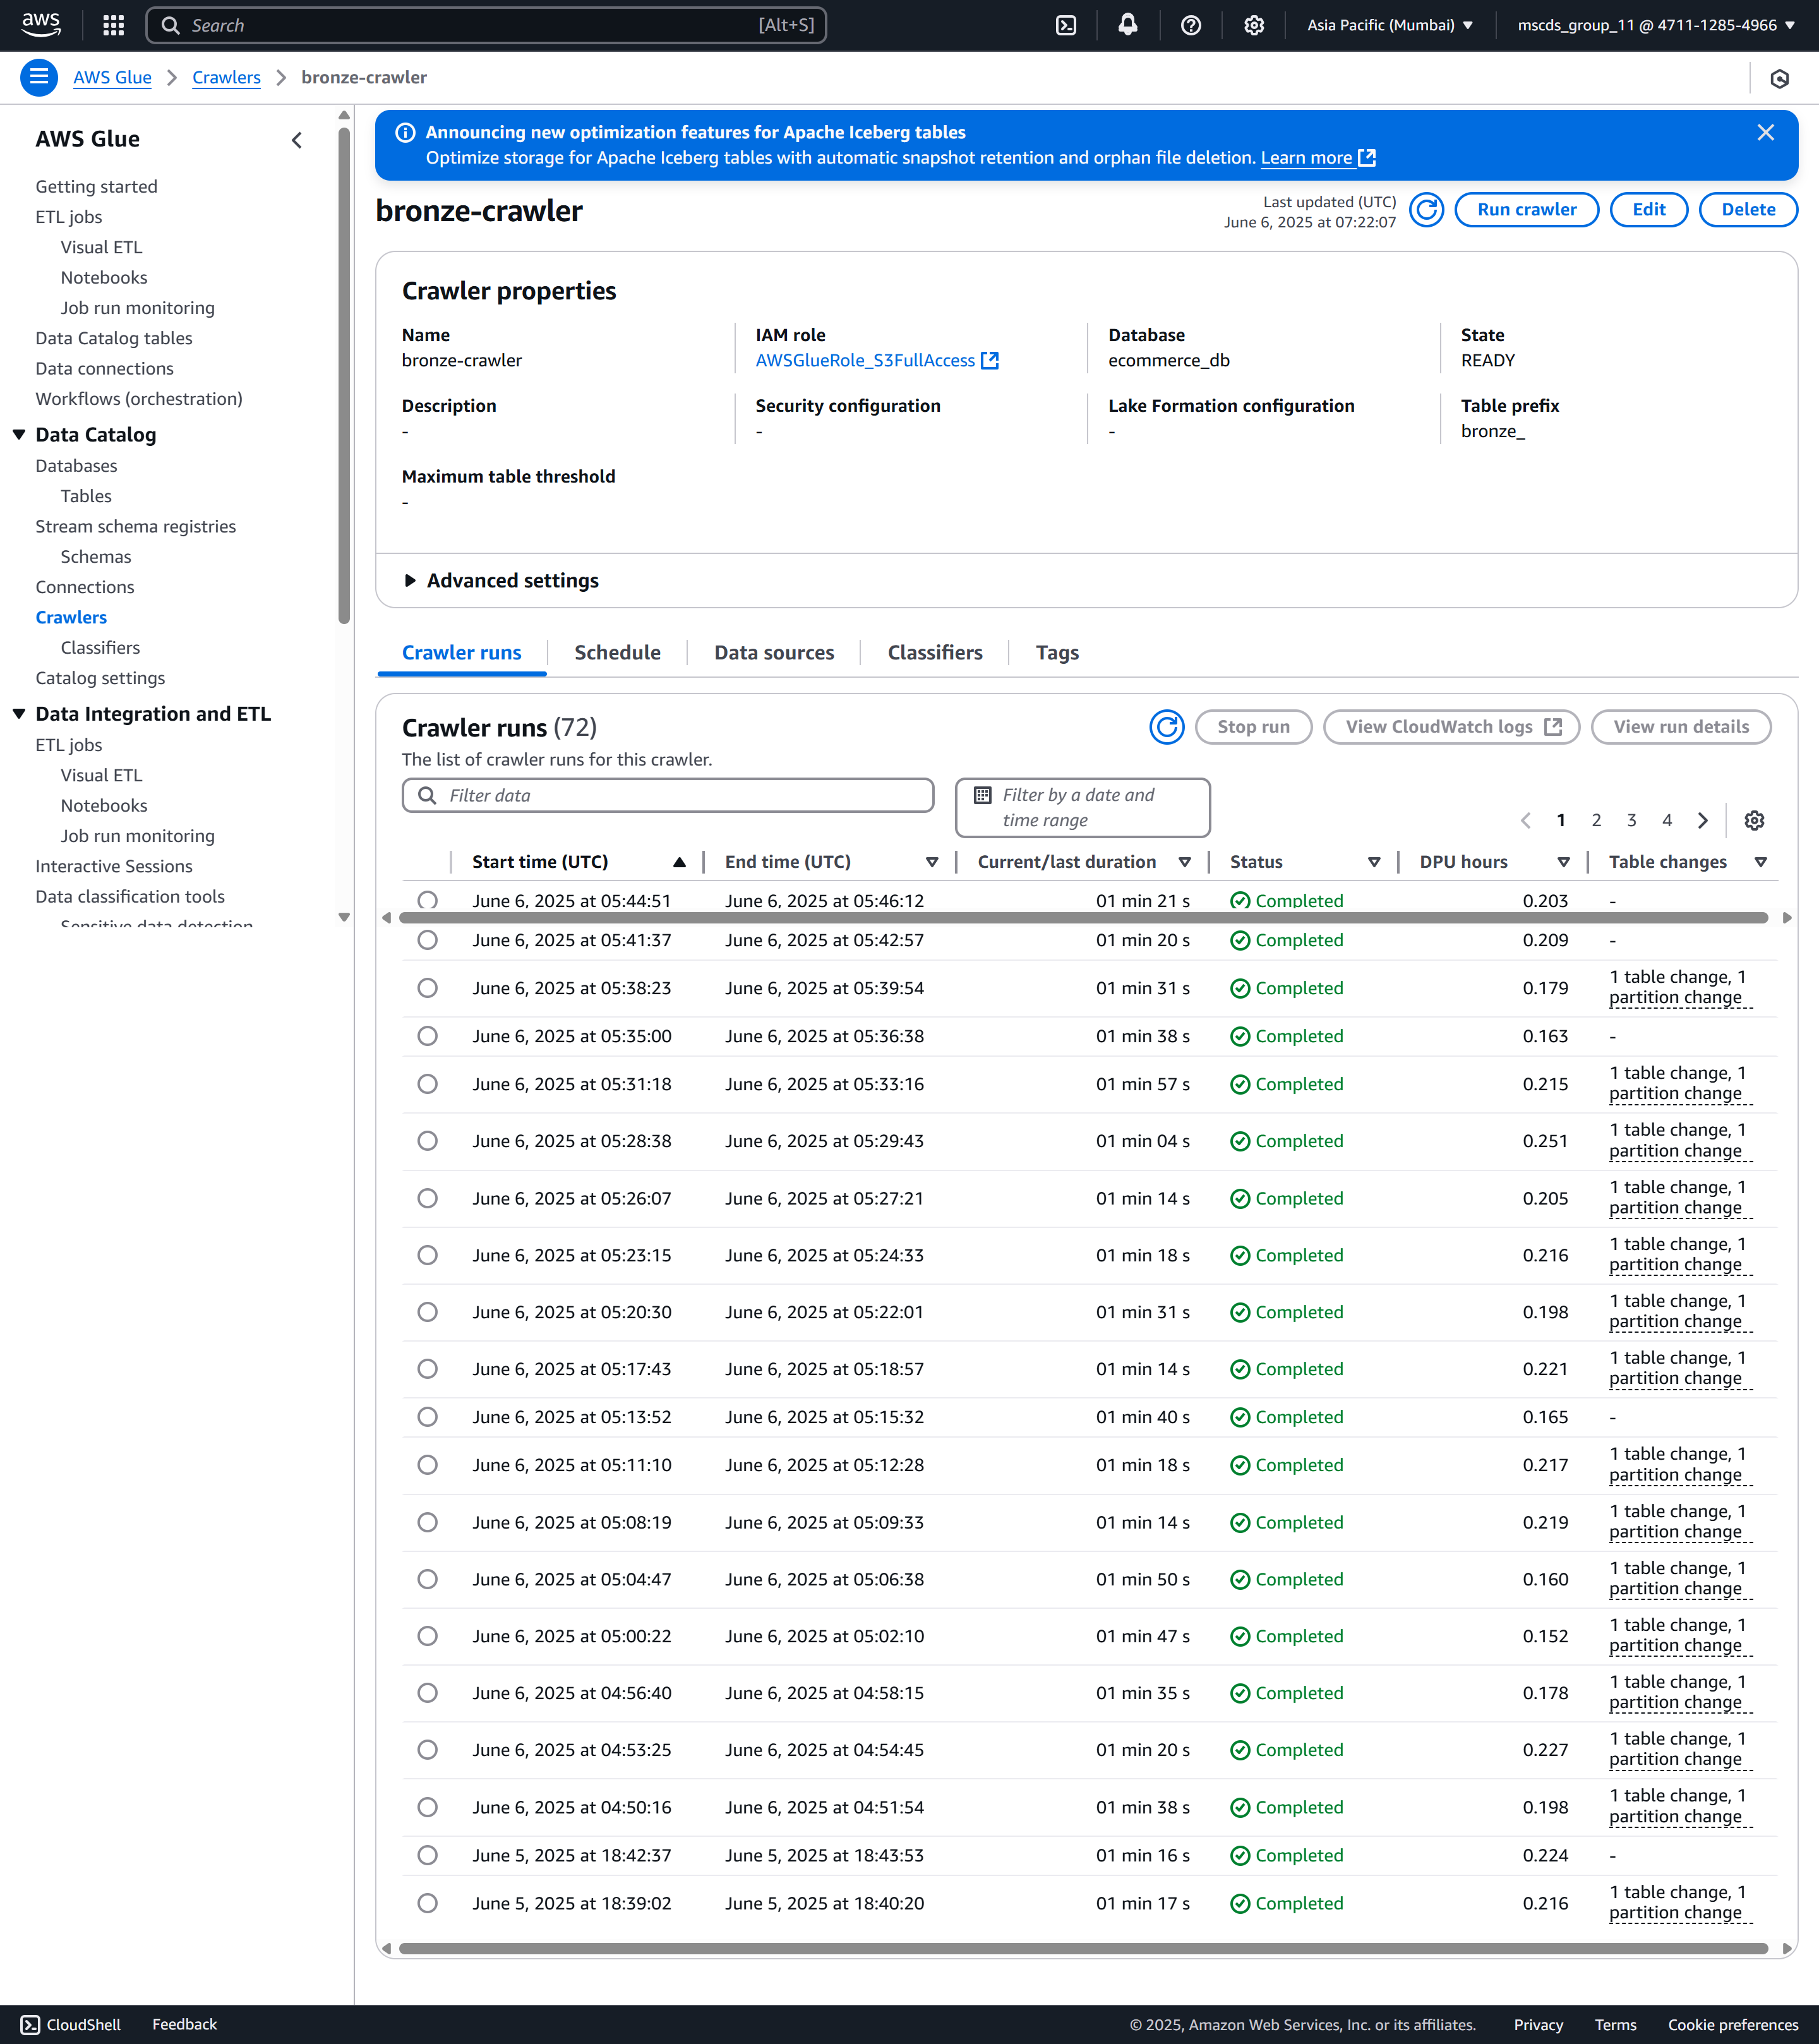 aws
Search
[Alt+S]
Asia Pacific (Mumbai)
mscds_group_11 @ 4711-1285-4966
AWS Glue
Crawlers
bronze-crawler
AWS Glue
Getting started
ETL jobs
Visual ETL
Notebooks
Job run monitoring
Data Catalog tables
Data connections
Workflows (orchestration)
Data Catalog
Databases
Tables
Stream schema registries
Schemas
Connections
Crawlers
Classifiers
Catalog settings
Data Integration and ETL
ETL jobs
Visual ETL
Notebooks
Job run monitoring
Interactive Sessions
Data classification tools
Sensitive data detection
Announcing new optimization features for Apache Iceberg tables
Optimize storage for Apache Iceberg tables with automatic snapshot retention and orphan file deletion. Learn more
bronze-crawler
Last updated (UTC)
June 6, 2025 at 07:22:07
Run crawler
Edit
Delete
Crawler properties
Name
bronze-crawler
IAM role
AWSGlueRole_S3FullAccess
Database
ecommerce_db
State
READY
Description
-
Security configuration
-
Lake Formation configuration
-
Table prefix
bronze_
Maximum table threshold
-
Advanced settings
Crawler runs
Schedule
Data sources
Classifiers
Tags
Crawler runs (72)
The list of crawler runs for this crawler.
Stop run
View CloudWatch logs
View run details
Filter data
Filter by a date and
time range
1 2 3 4
Start time (UTC) End time (UTC) Current/last duration Status DPU hours Table changes
June 6, 2025 at 05:44:51 June 6, 2025 at 05:46:12 01 min 21 s Completed 0.203 -
June 6, 2025 at 05:41:37 June 6, 2025 at 05:42:57 01 min 20 s Completed 0.209 -
June 6, 2025 at 05:38:23 June 6, 2025 at 05:39:54 01 min 31 s Completed 0.179 1 table change, 1
partition change
June 6, 2025 at 05:35:00 June 6, 2025 at 05:36:38 01 min 38 s Completed 0.163 -
June 6, 2025 at 05:31:18 June 6, 2025 at 05:33:16 01 min 57 s Completed 0.215 1 table change, 1
partition change
June 6, 2025 at 05:28:38 June 6, 2025 at 05:29:43 01 min 04 s Completed 0.251 1 table change, 1
partition change
June 6, 2025 at 05:26:07 June 6, 2025 at 05:27:21 01 min 14 s Completed 0.205 1 table change, 1
partition change
June 6, 2025 at 05:23:15 June 6, 2025 at 05:24:33 01 min 18 s Completed 0.216 1 table change, 1
partition change
June 6, 2025 at 05:20:30 June 6, 2025 at 05:22:01 01 min 31 s Completed 0.198 1 table change, 1
partition change
June 6, 2025 at 05:17:43 June 6, 2025 at 05:18:57 01 min 14 s Completed 0.221 1 table change, 1
partition change
June 6, 2025 at 05:13:52 June 6, 2025 at 05:15:32 01 min 40 s Completed 0.165 -
June 6, 2025 at 05:11:10 June 6, 2025 at 05:12:28 01 min 18 s Completed 0.217 1 table change, 1
partition change
June 6, 2025 at 05:08:19 June 6, 2025 at 05:09:33 01 min 14 s Completed 0.219 1 table change, 1
partition change
June 6, 2025 at 05:04:47 June 6, 2025 at 05:06:38 01 min 50 s Completed 0.160 1 table change, 1
partition change
June 6, 2025 at 05:00:22 June 6, 2025 at 05:02:10 01 min 47 s Completed 0.152 1 table change, 1
partition change
June 6, 2025 at 04:56:40 June 6, 2025 at 04:58:15 01 min 35 s Completed 0.178 1 table change, 1
partition change
June 6, 2025 at 04:53:25 June 6, 2025 at 04:54:45 01 min 20 s Completed 0.227 1 table change, 1
partition change
June 6, 2025 at 04:50:16 June 6, 2025 at 04:51:54 01 min 38 s Completed 0.198 1 table change, 1
partition change
June 5, 2025 at 18:42:37 June 5, 2025 at 18:43:53 01 min 16 s Completed 0.224 -
June 5, 2025 at 18:39:02 June 5, 2025 at 18:40:20 01 min 17 s Completed 0.216 1 table change, 1
partition change
CloudShell
Feedback
© 2025, Amazon Web Services, Inc. or its affiliates.
Privacy
Terms
Cookie preferences